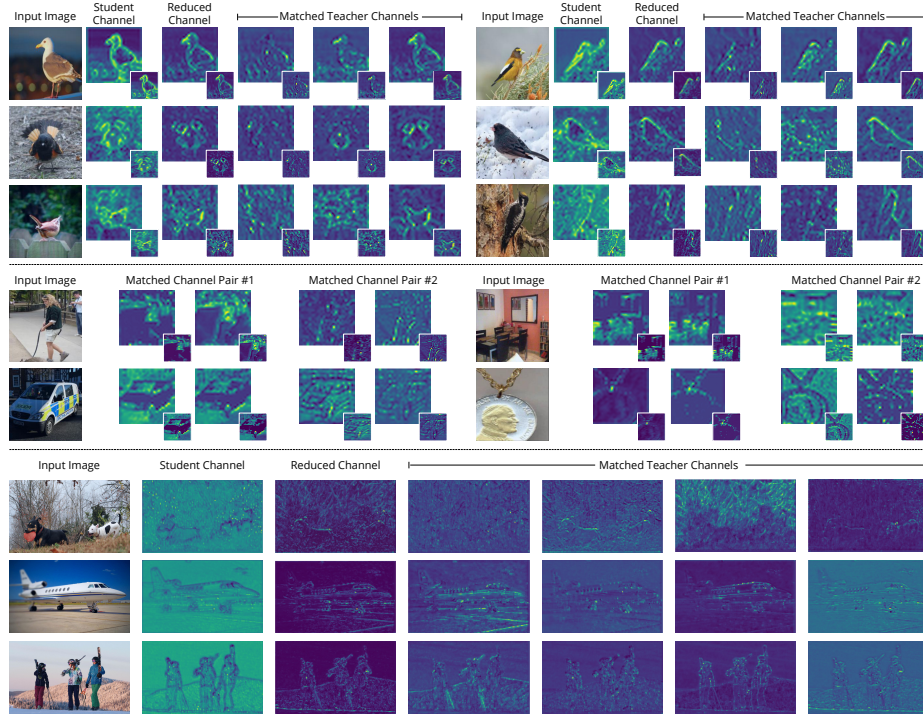 Input Image
Student
Channel
Reduced
Channel
Matched Teacher Channels
Input Image
Student
Channel
Reduced
Channel
Matched Teacher Channels
Input Image
Matched Channel Pair #1
Matched Channel Pair #2
Input Image
Matched Channel Pair #1
Matched Channel Pair #2
Input Image
Student Channel
Reduced Channel
Matched Teacher Channels